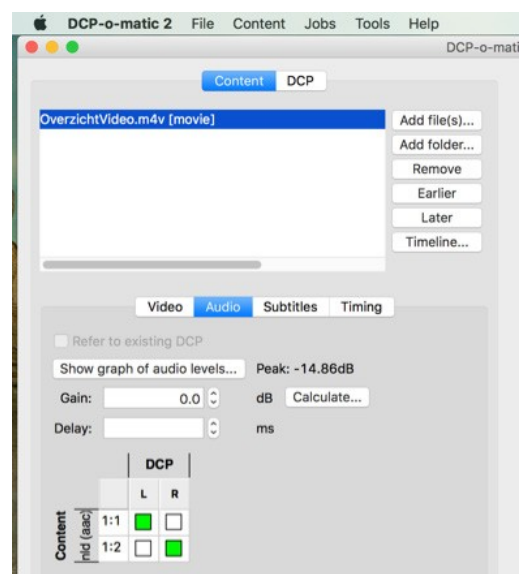 DCP-o-matic 2 File Content Jobs Tools Help
DCP-o-mati
Content DCP
OverzichtVideo.m4v [movie]
Add file(s)...
Add folder...
Remove
Earlier
Later
Timeline...
Video Audio Subtitles Timing
Refer to existing DCP
Show graph of audio levels... Peak: -14.86dB
Gain: 0.0 dB Calculate...
Delay: ms
DCP
L R
Content
nld (aac)
1:1
1:2